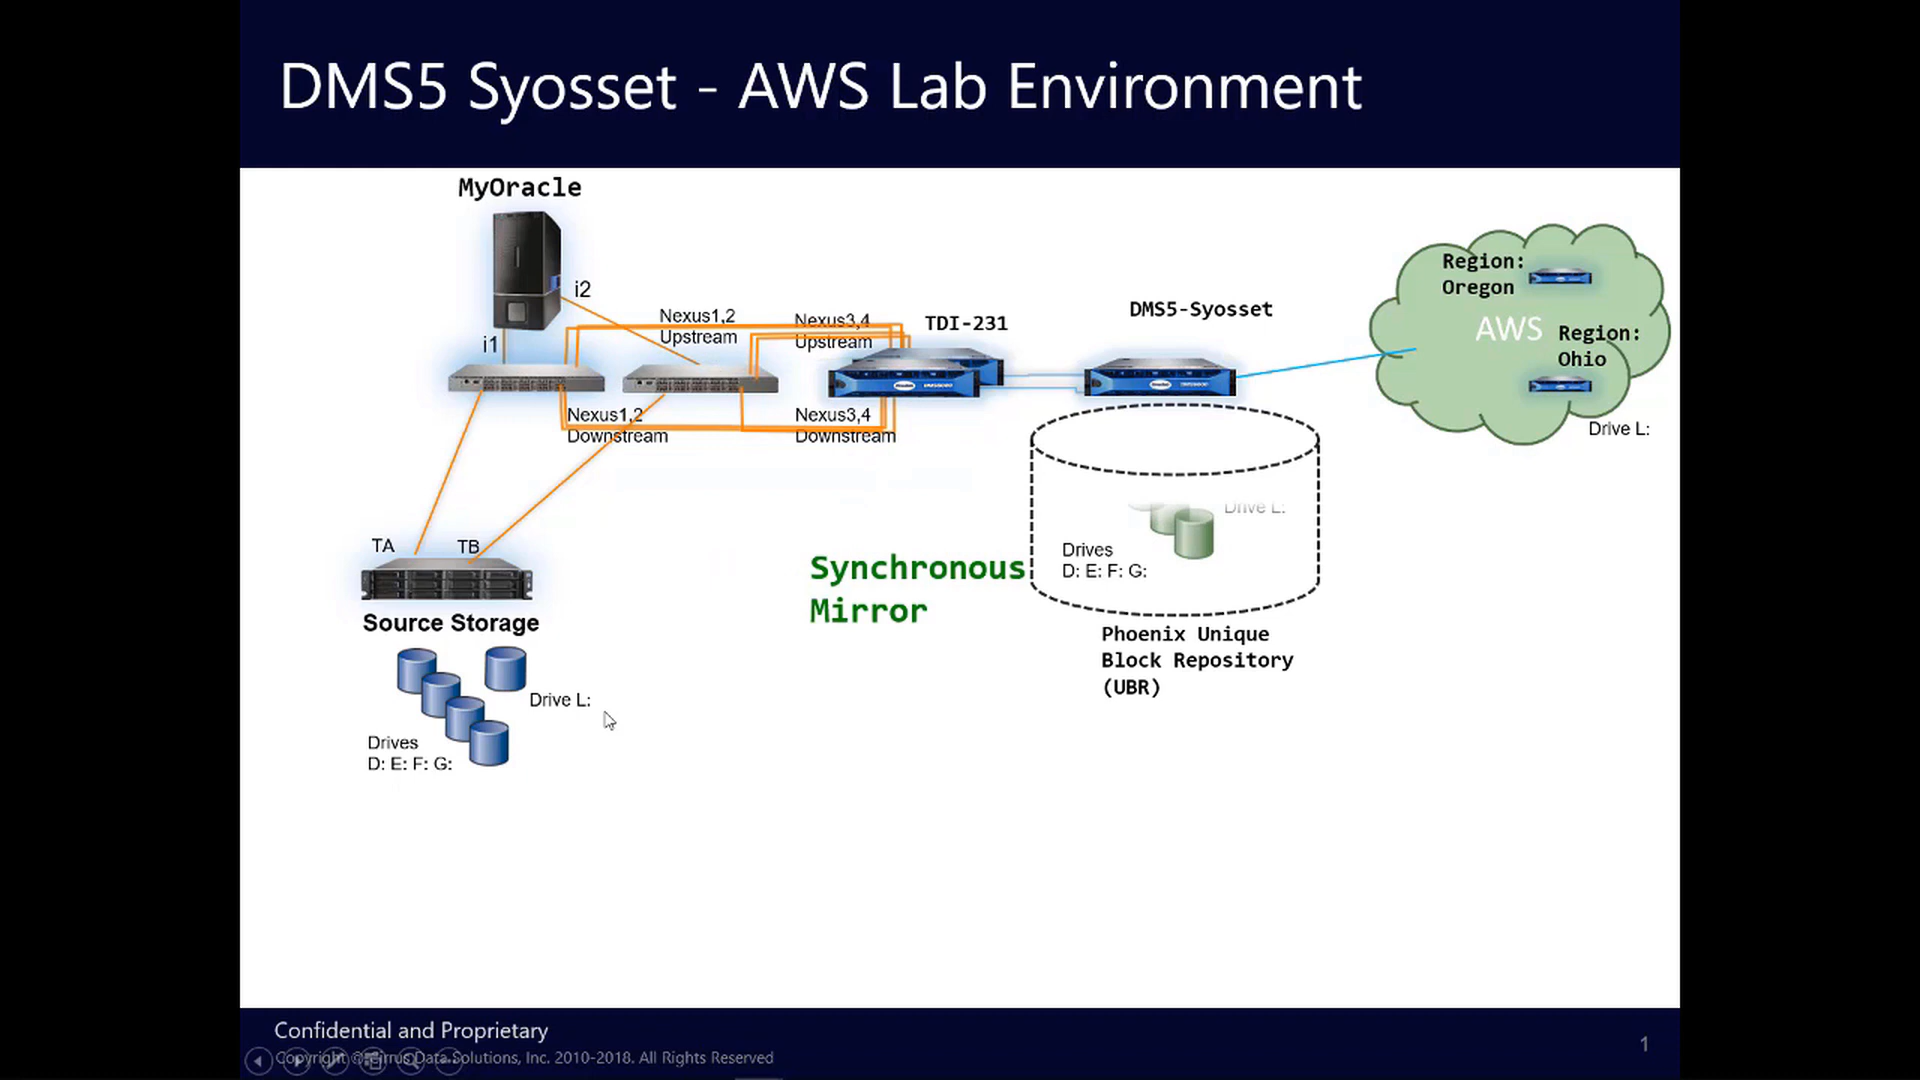 DMS5 Syosset - AWS Lab Environment
MyOracle
i2
i1
Nexus1,2
Upstream
Nexus3,4
Upstream
TDI-231
DMS5-Syosset
Region:
Oregon
AWS
Region:
Ohio
Drive L:
Nexus1,2
Downstream
Nexus3,4
Downstream
TA
TB
Source Storage
Drive L:
Drives
D: E: F: G:
Synchronous
Mirror
Drive L:
Drives
D: E: F: G:
Phoenix Unique
Block Repository
(UBR)
Confidential and Proprietary
Copyright © Cirrus Data Solutions, Inc. 2010-2018. All Rights Reserved
1